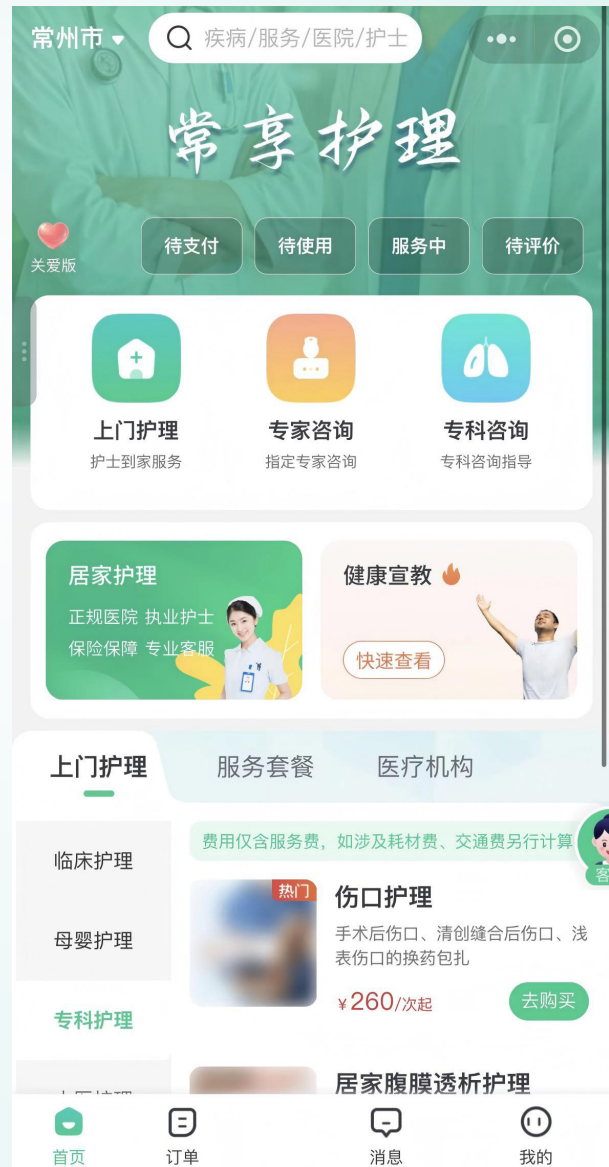 常州市
疾病/服务/医院/护士
常享护理
关爱版
待支付
待使用
服务中
待评价
上门护理
护士到家服务
专家咨询
指定专家咨询
专科咨询
专科咨询指导
居家护理
正规医院 执业护士
保险保障 专业客服
健康宣教
快速查看
上门护理
服务套餐
医疗机构
临床护理
母婴护理
专科护理
费用仅含服务费，如涉及耗材费、交通费另行计算
客
热门
伤口护理
手术后伤口、清创缝合后伤口、浅
表伤口的换药包扎
¥260/次起
去购买
居家腹膜透析护理
首页
订单
消息
我的